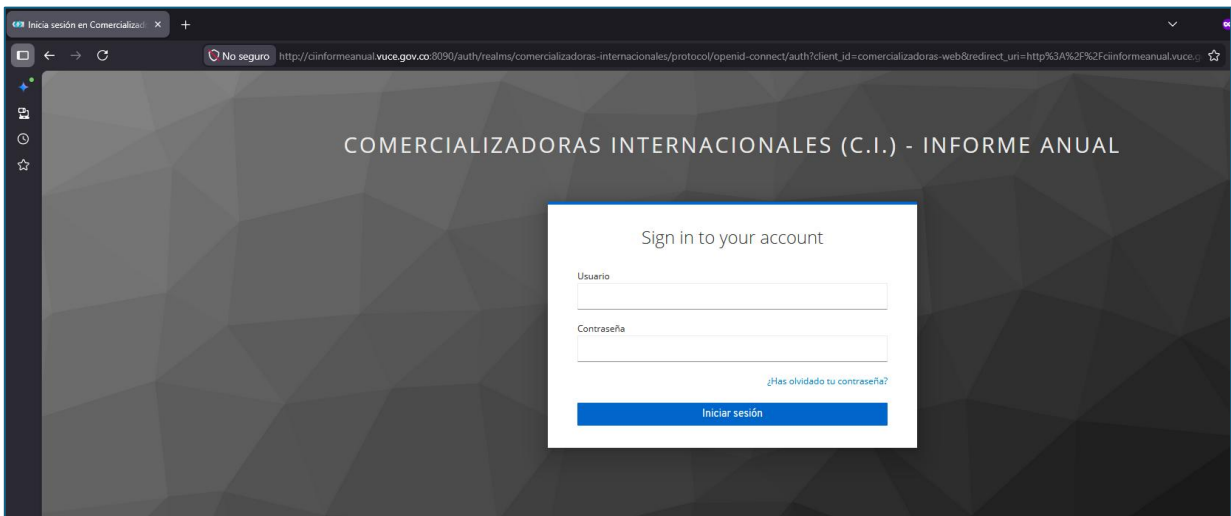 Inicia sesión en Comercializad
No seguro http://ciinformeanual.vuce.gov.co:8090/auth/realms/comercializadoras-internacionales/protocol/openid-connect/auth?client_id=comercializadoras-web&redirect_uri=http%3A%2F%2Fciinformeanual.vuce.g
COMERCIALIZADORAS INTERNACIONALES (C.I.) - INFORME ANUAL
Sign in to your account
Usuario
Contraseña
¿Has olvidado tu contraseña?
Iniciar sesión